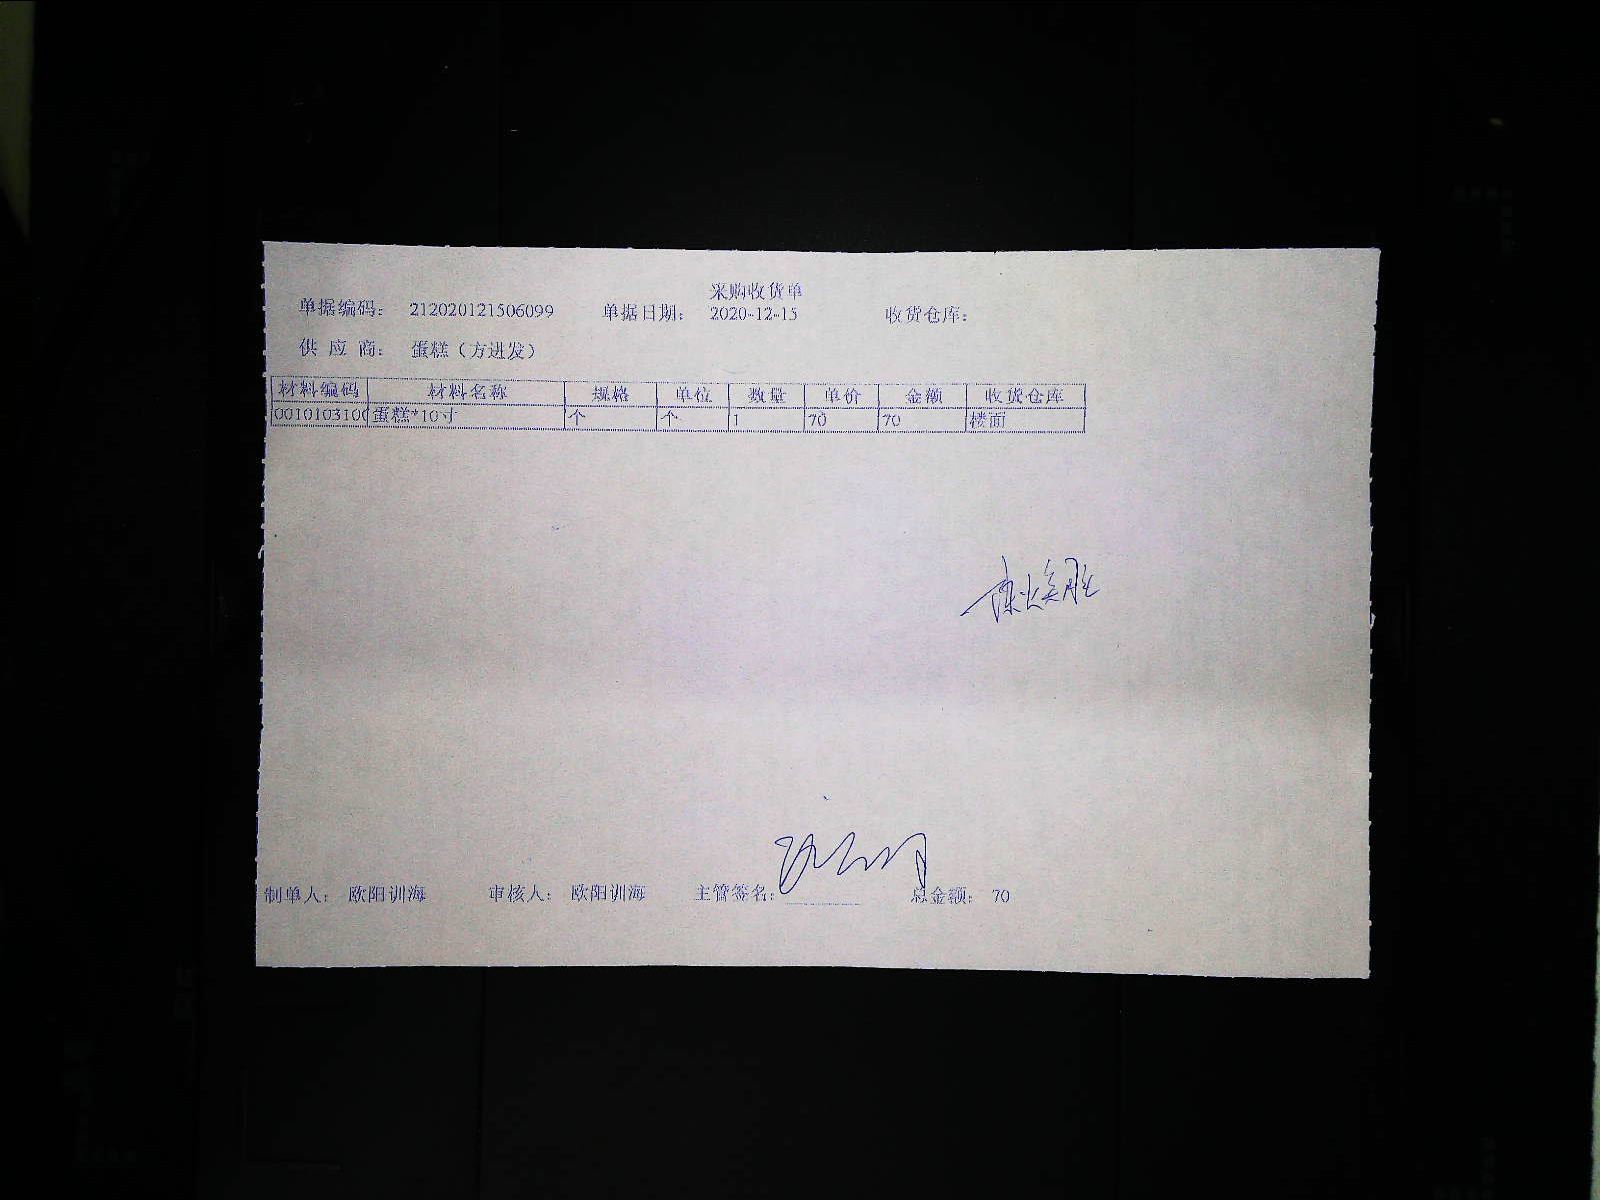 采购收货单
单据编码： 212020121506099 单据日期： 2020-12-15 收货仓库：
供 应 商： 蛋糕（方进发）
材料编码 材料名称 规格 单位 数量 单价 金额 收货仓库
0010103100 蛋糕*10寸 个 个 1 70 70 楼面
制单人： 欧阳训海 审核人： 欧阳训海 主管签名： 总金额： 70